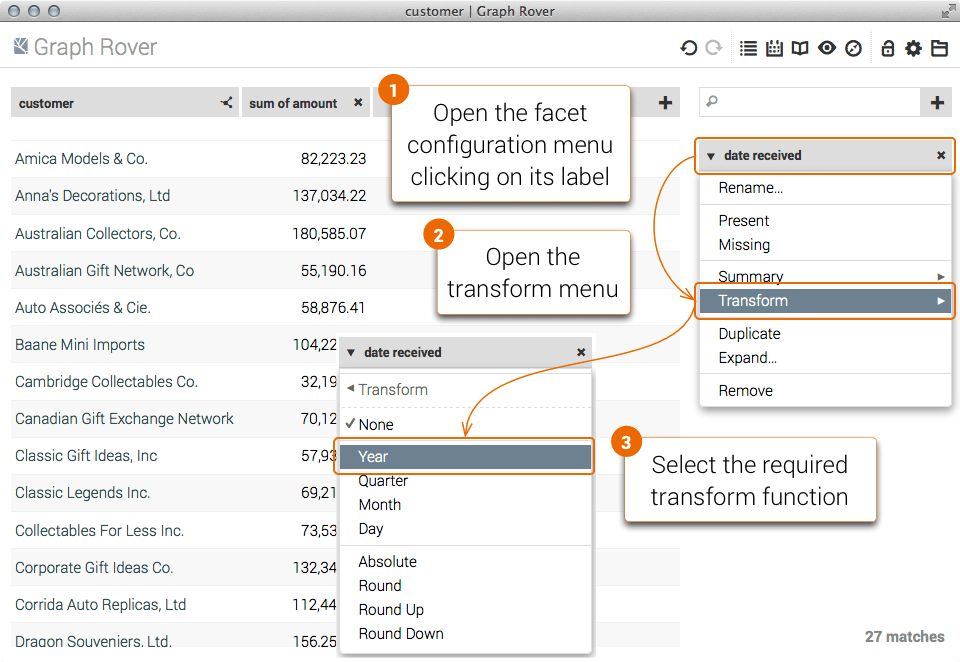 customer | Graph Rover
Graph Rover
customer
sum of amount
1
Open the facet
configuration menu
clicking on its label
Amica Models & Co. 82,223.23
Anna's Decorations, Ltd 137,034.22
Australian Collectors, Co. 180,585.07
Australian Gift Network, Co 55,190.16
Auto Associés & Cie. 58,876.41
Baane Mini Imports 104,22
Cambridge Collectables Co. 32,19
Canadian Gift Exchange Network 70,12
Classic Gift Ideas, Inc 57,93
Classic Legends Inc. 69,21
Collectables For Less Inc. 73,53
Corporate Gift Ideas Co. 132,34
Corrida Auto Replicas, Ltd 112,44
Dragon Souveniers, Ltd. 156,25
date received
Rename...
Present
Missing
Summary
Transform
Duplicate
Expand...
Remove
2
Open the
transform menu
date received
Transform
None
Year
Quarter
Month
Day
Absolute
Round
Round Up
Round Down
3
Select the required
transform function
27 matches